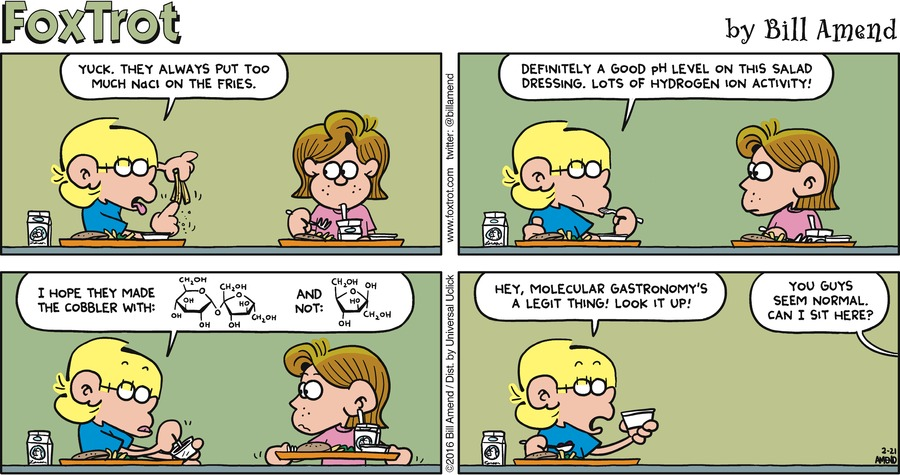 FoxTrot
by Bill Amend
YUCK. THEY ALWAYS PUT TOO
MUCH NaCl ON THE FRIES.
www.foxtrot.com twitter: @billamend
DEFINITELY A GOOD pH LEVEL ON THIS SALAD
DRESSING. LOTS OF HYDROGEN ION ACTIVITY!
I HOPE THEY MADE
THE COBBLER WITH:
CH₂OH
OH
OH
OH
O
CH₂OH
HO
CH₂OH
OH
AND
NOT:
CH₂OH
OH
HO
CH₂OH
OH
©2016 Bill Amend / Dist. by Universal Uclick
HEY, MOLECULAR GASTRONOMY'S
A LEGIT THING! LOOK IT UP!
YOU GUYS
SEEM NORMAL.
CAN I SIT HERE?
2-21
AMEND